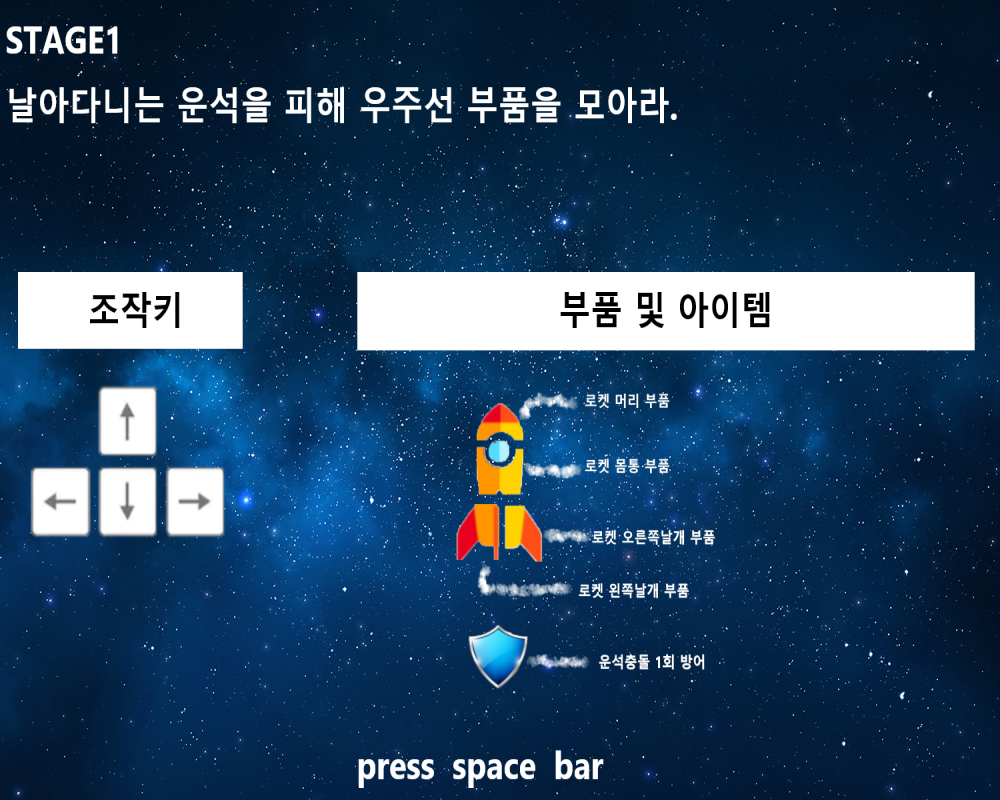 STAGE1
날아다니는 운석을 피해 우주선 부품을 모아라.
조작키
부품 및 아이템
로켓 머리 부품
로켓 몸통 부품
로켓 오른쪽날개 부품
로켓 왼쪽날개 부품
운석충돌 1회 방어
press space bar